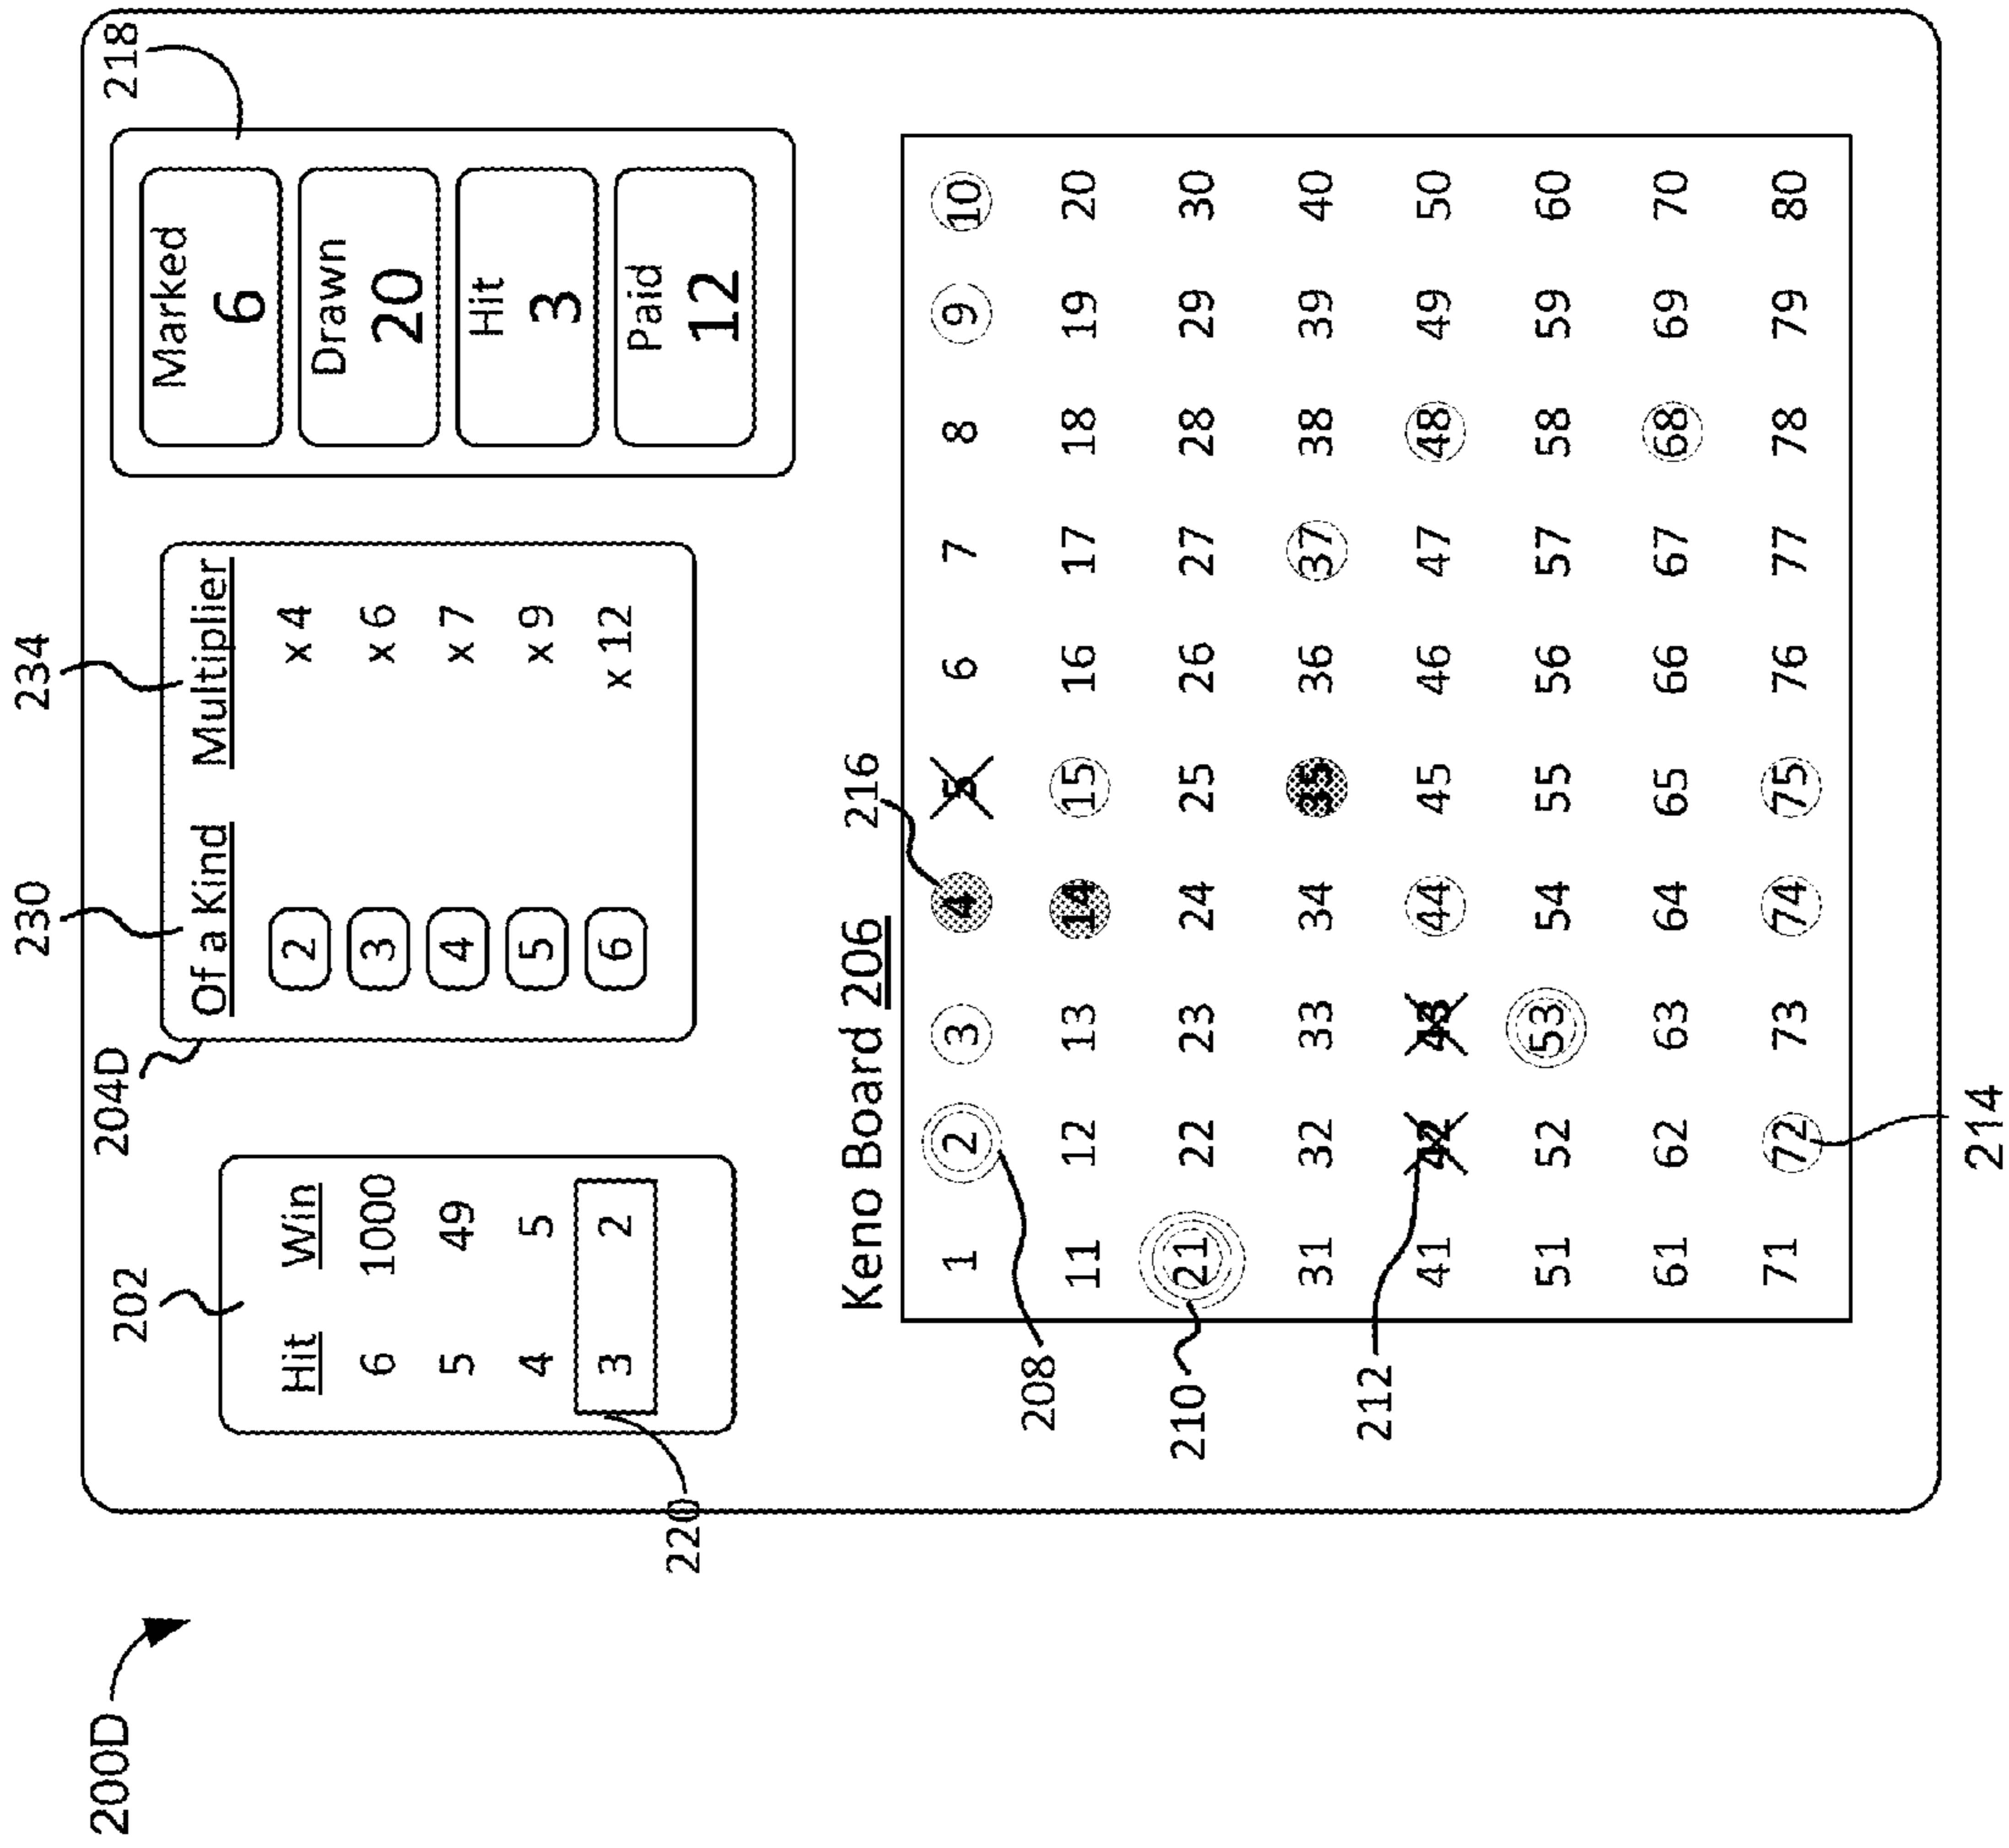 200D
202
Hit Win
6 1000
5 49
4 5
3 2
220
204D
230
234
Of a Kind Multiplier
2 x 4
3 x 6
4 x 7
5 x 9
6 x 12
218
Marked
6
Drawn
20
Hit
3
Paid
12
Keno Board 206
216
1 2 3 4 5 6 7 8 9 10
11 12 13 14 15 16 17 18 19 20
21 22 23 24 25 26 27 28 29 30
31 32 33 34 35 36 37 38 39 40
41 42 43 44 45 46 47 48 49 50
51 52 53 54 55 56 57 58 59 60
61 62 63 64 65 66 67 68 69 70
71 72 73 74 75 76 77 78 79 80
208
210
212
214